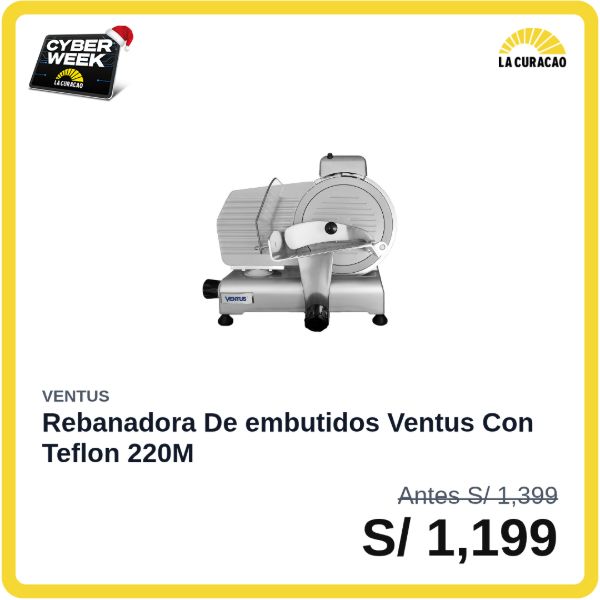 CYBER
WEEK
LA CURACAO
LA CURACAO
VENTUS
VENTUS
Rebanadora De embutidos Ventus Con
Teflon 220M
Antes S/ 1,399
S/ 1,199